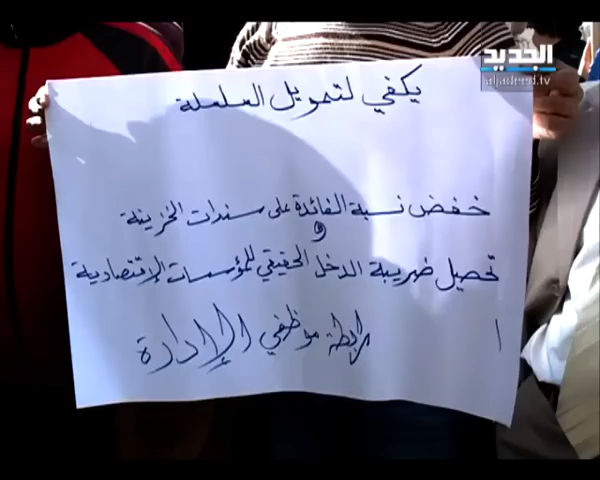 الجديد
aljadeed.tv
يكفي لتمويل السلسلة
خفض نسبة الفائدة على سندات الخزينة
و
تحصيل ضريبة الدخل الحقيقي للمؤسسات الإقتصادية
رابطة موظفي الإدارة